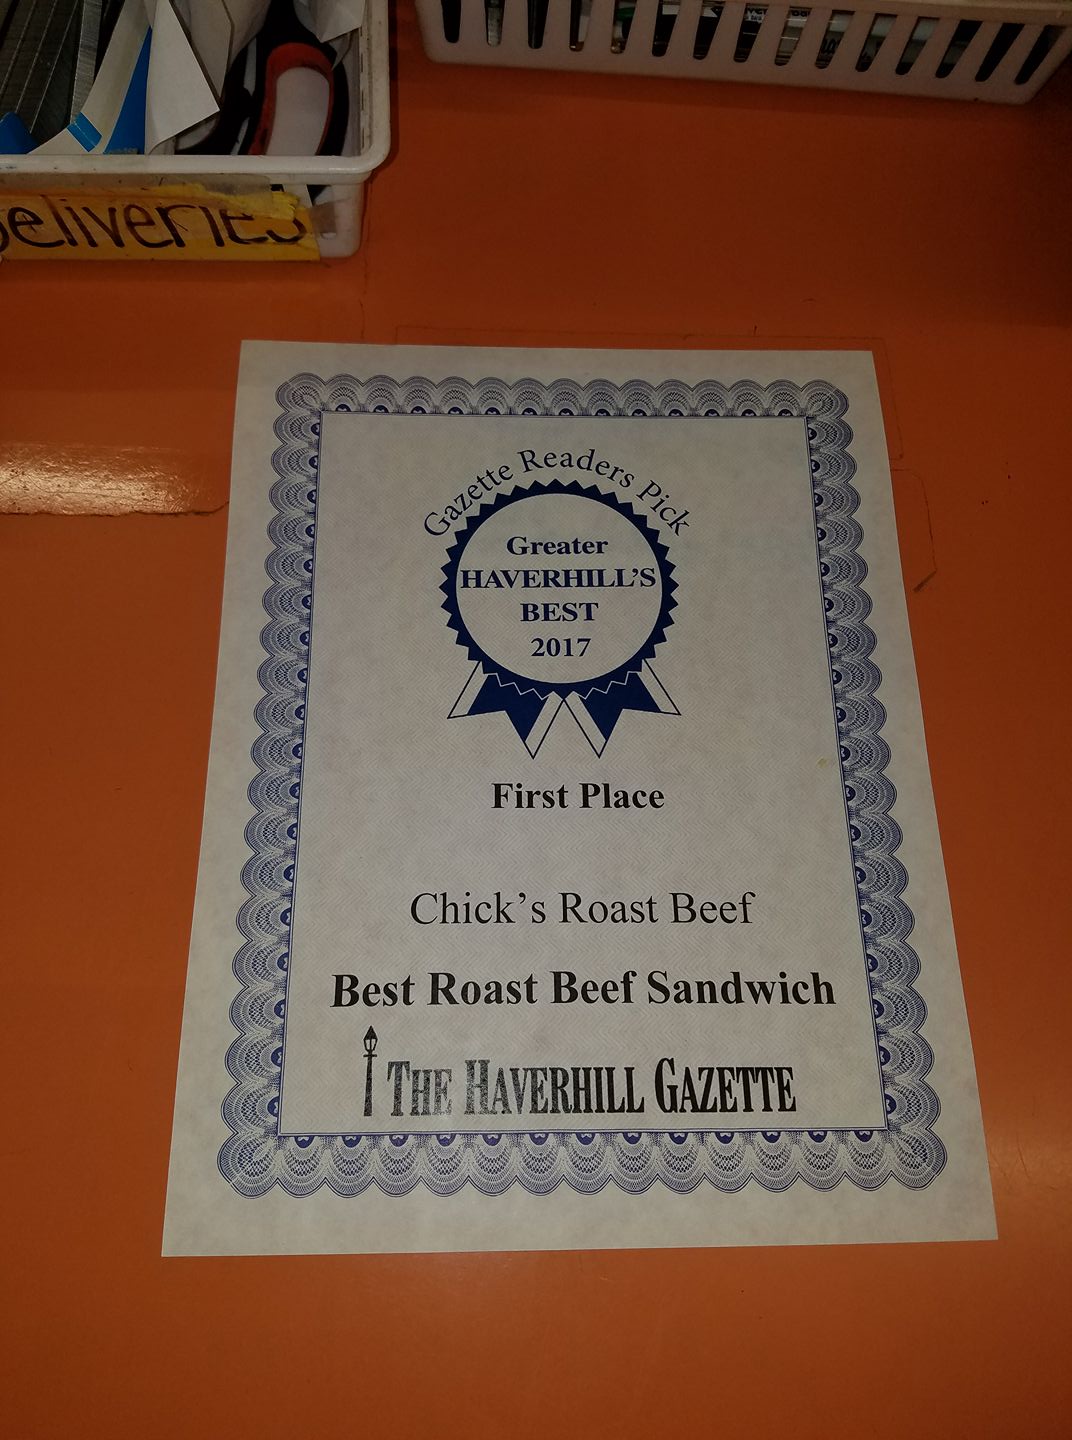 Deliveries
Gazette Readers Pick
Greater
HAVERHILL'S
BEST
2017
First Place
Chick's Roast Beef
Best Roast Beef Sandwich
THE HAVERHILL GAZETTE